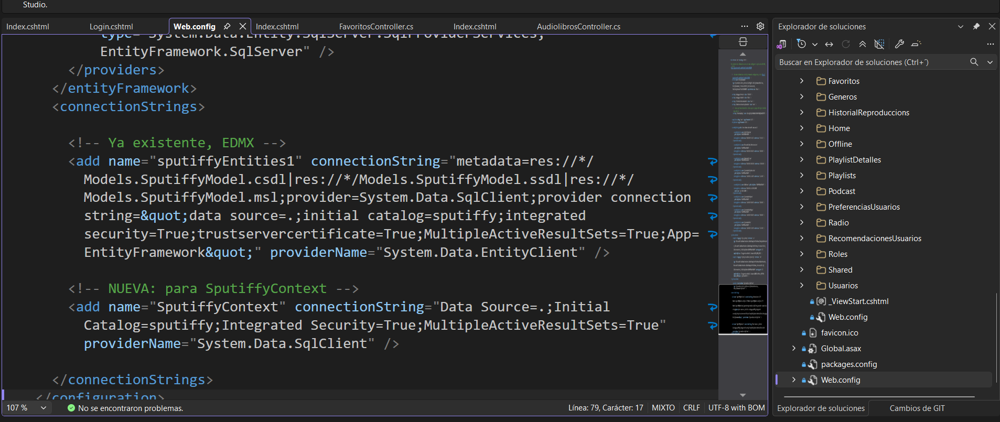 Studio.
Index.cshtml
Login.cshtml
Web.config
Index.cshtml
FavoritosController.cs
Index.cshtml
AudiolibrosController.cs
type="System.Data.Entity.SqlServer.SqlProviderServices,
EntityFramework.SqlServer" />
</providers>
</entityFramework>
<connectionStrings>
<!-- Ya existente, EDMX -->
<add name="sputiffyEntities1" connectionString="metadata=res://*/
Models.SputiffyModel.csdl|res://*/Models.SputiffyModel.ssdl|res://*/
Models.SputiffyModel.msl;provider=System.Data.SqlClient;provider connection
string=&quot;data source=.;initial catalog=sputiffy;integrated
security=True;trustservercertificate=True;MultipleActiveResultSets=True;App=
EntityFramework&quot;" providerName="System.Data.EntityClient" />
<!-- NUEVA: para SputiffyContext -->
<add name="SputiffyContext" connectionString="Data Source=.;Initial
Catalog=sputiffy;Integrated Security=True;MultipleActiveResultSets=True"
providerName="System.Data.SqlClient" />
</connectionStrings>
</configuration>
107 %
No se encontraron problemas.
Línea: 79, Carácter: 17
MIXTO
CRLF
UTF-8 with BOM
Explorador de soluciones
Buscar en Explorador de soluciones (Ctrl+´)
Favoritos
Generos
HistorialReproduccions
Home
Offline
PlaylistDetalles
Playlists
Podcast
PreferenciasUsuarios
Radio
RecomendacionesUsuarios
Roles
Shared
Usuarios
_ViewStart.cshtml
Web.config
favicon.ico
Global.asax
packages.config
Web.config
Explorador de soluciones
Cambios de GIT